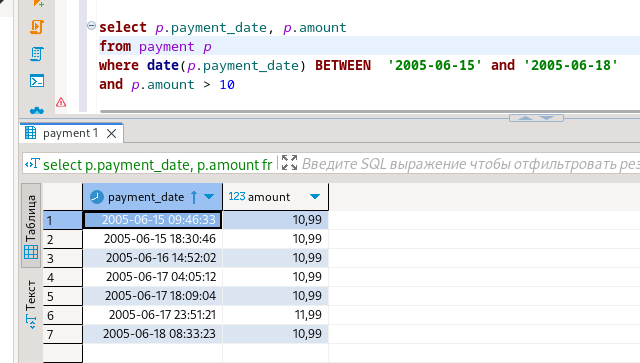 select p.payment_date, p.amount
from payment p
where date(p.payment_date) BETWEEN  '2005-06-15' and '2005-06-18'
and p.amount > 10
payment 1
select p.payment_date, p.amount fr
Введите SQL выражение чтобы отфильтровать рез
Таблица
Текст
payment_date 123 amount
1 2005-06-15 09:46:33 10,99
2 2005-06-15 18:30:46 10,99
3 2005-06-16 14:52:02 10,99
4 2005-06-17 04:05:12 10,99
5 2005-06-17 18:09:04 10,99
6 2005-06-17 23:51:21 11,99
7 2005-06-18 08:33:23 10,99